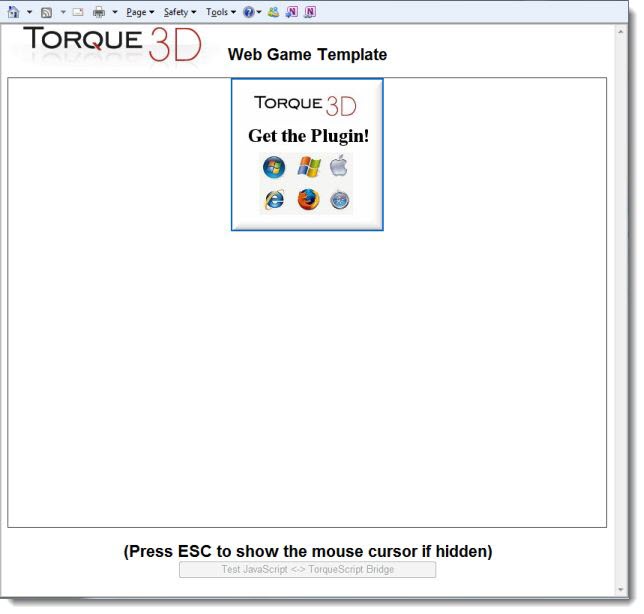 Page Safety Tools
TORQUE 3D Web Game Template
TORQUE 3D
Get the Plugin!
(Press ESC to show the mouse cursor if hidden)
Test JavaScript <-> TorqueScript Bridge